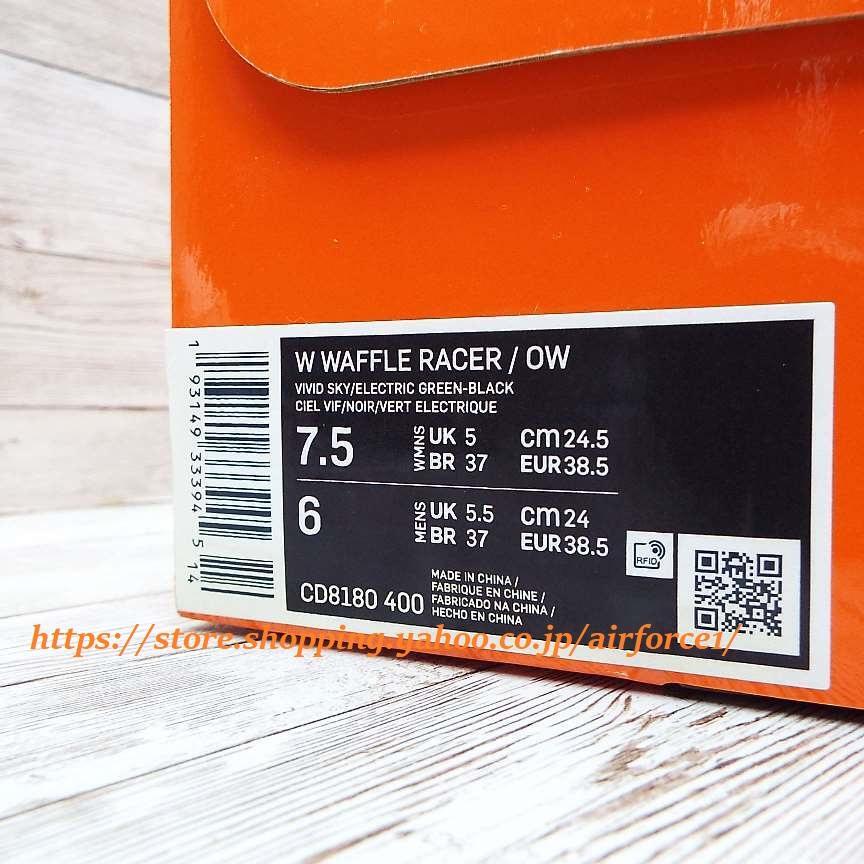 W WAFFLE RACER / OW
VIVID SKY/ELECTRIC GREEN-BLACK
CIEL VIF/NOIR/VERT ELECTRIQUE
7.5 WMNS UK 5 cm 24.5
BR 37 EUR 38.5
6 MENS UK 5.5 cm 24
BR 37 EUR 38.5
RFID
CD8180 400
MADE IN CHINA /
FABRIQUE EN CHINE /
FABRICADO NA CHINA /
HECHO EN CHINA
1 93149 33394 5 14
https://store.shopping.yahoo.co.jp/airforce1/